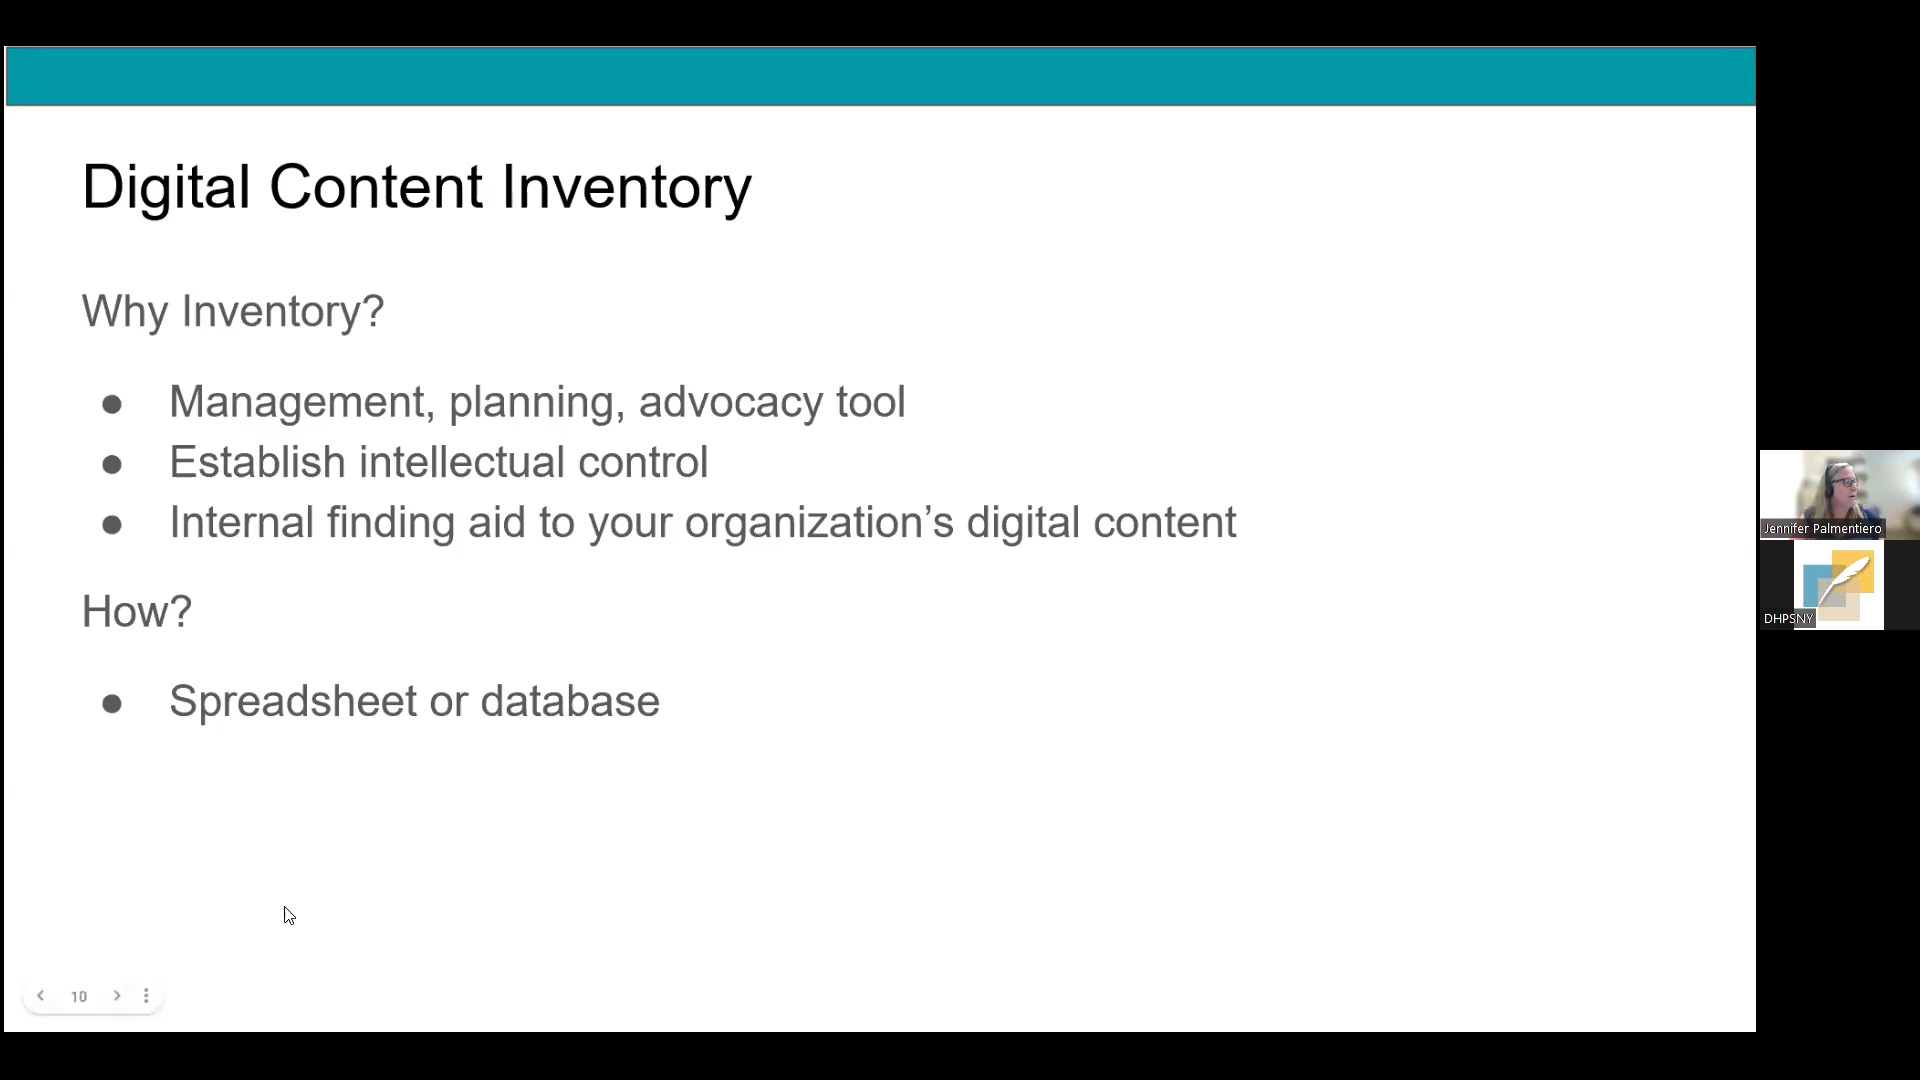 Digital Content Inventory
Why Inventory?
● Management, planning, advocacy tool
● Establish intellectual control
● Internal finding aid to your organization’s digital content
How?
● Spreadsheet or database
Jennifer Palmentiero
DHPSNY
10